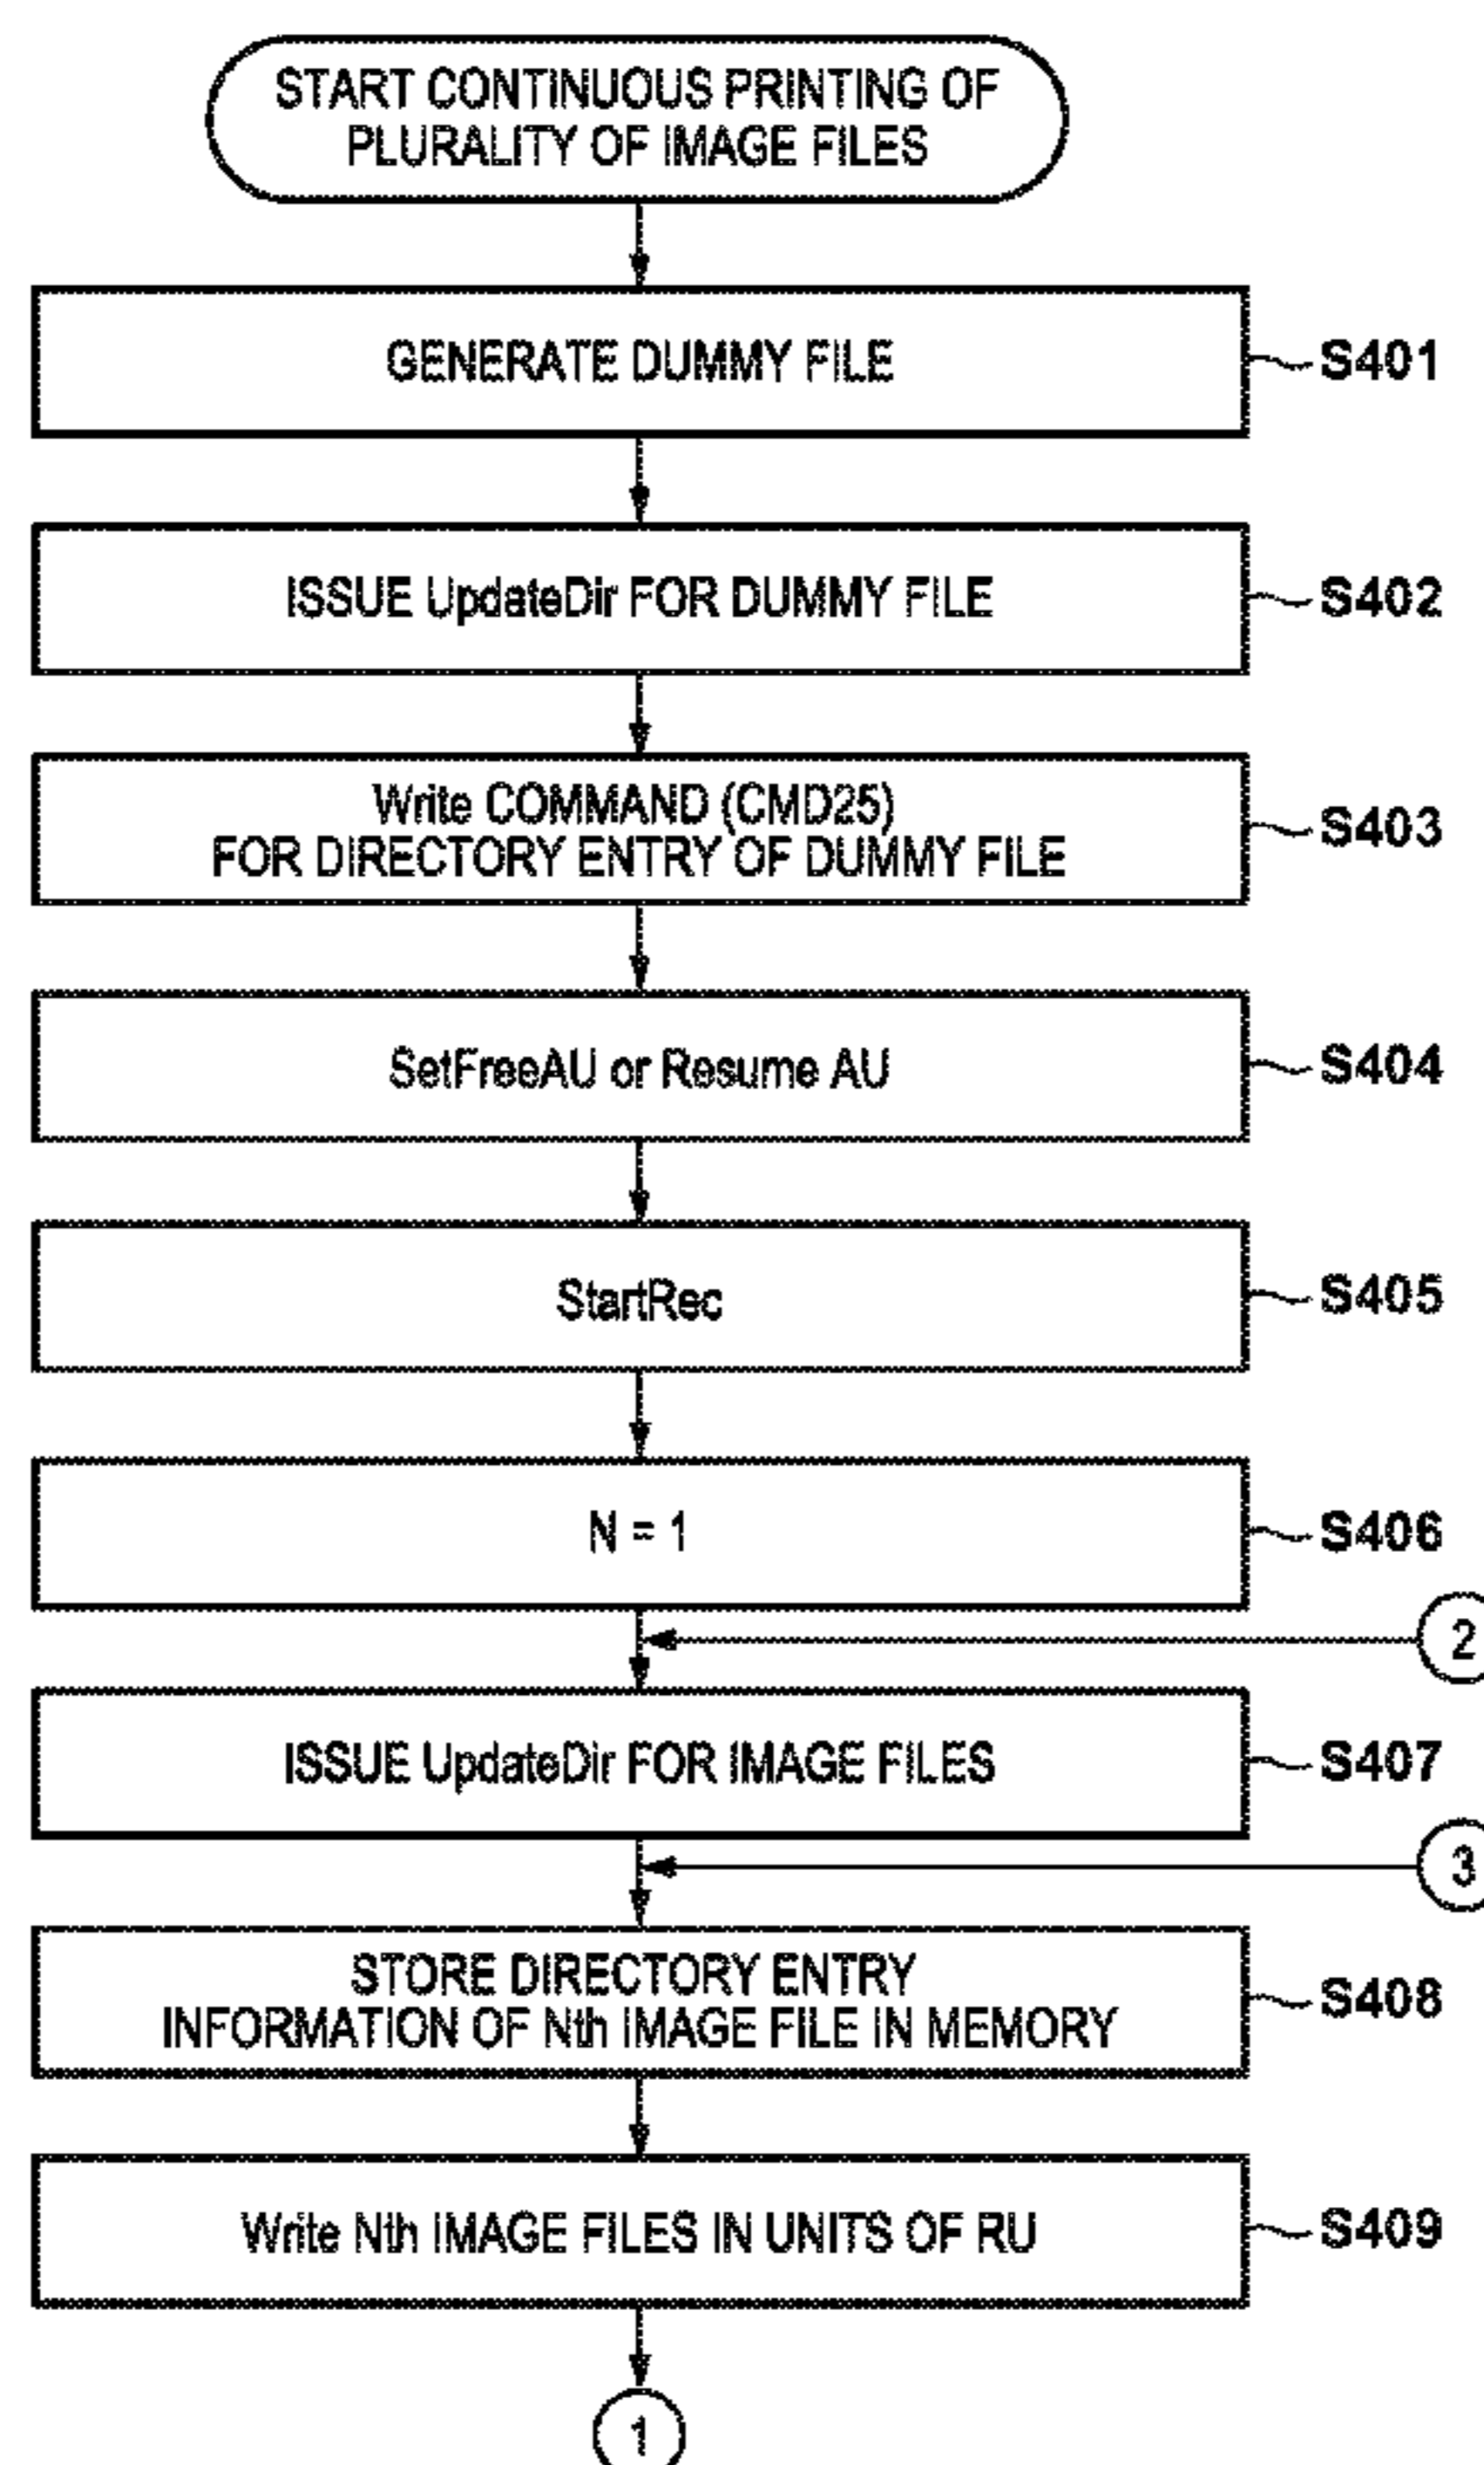 START CONTINUOUS PRINTING OF
PLURALITY OF IMAGE FILES
GENERATE DUMMY FILE
S401
ISSUE UpdateDir FOR DUMMY FILE
S402
Write COMMAND (CMD25)
FOR DIRECTORY ENTRY OF DUMMY FILE
S403
SetFreeAU or Resume AU
S404
StartRec
S405
N = 1
S406
2
ISSUE UpdateDir FOR IMAGE FILES
S407
3
STORE DIRECTORY ENTRY
INFORMATION OF Nth IMAGE FILE IN MEMORY
S408
Write Nth IMAGE FILES IN UNITS OF RU
S409
1